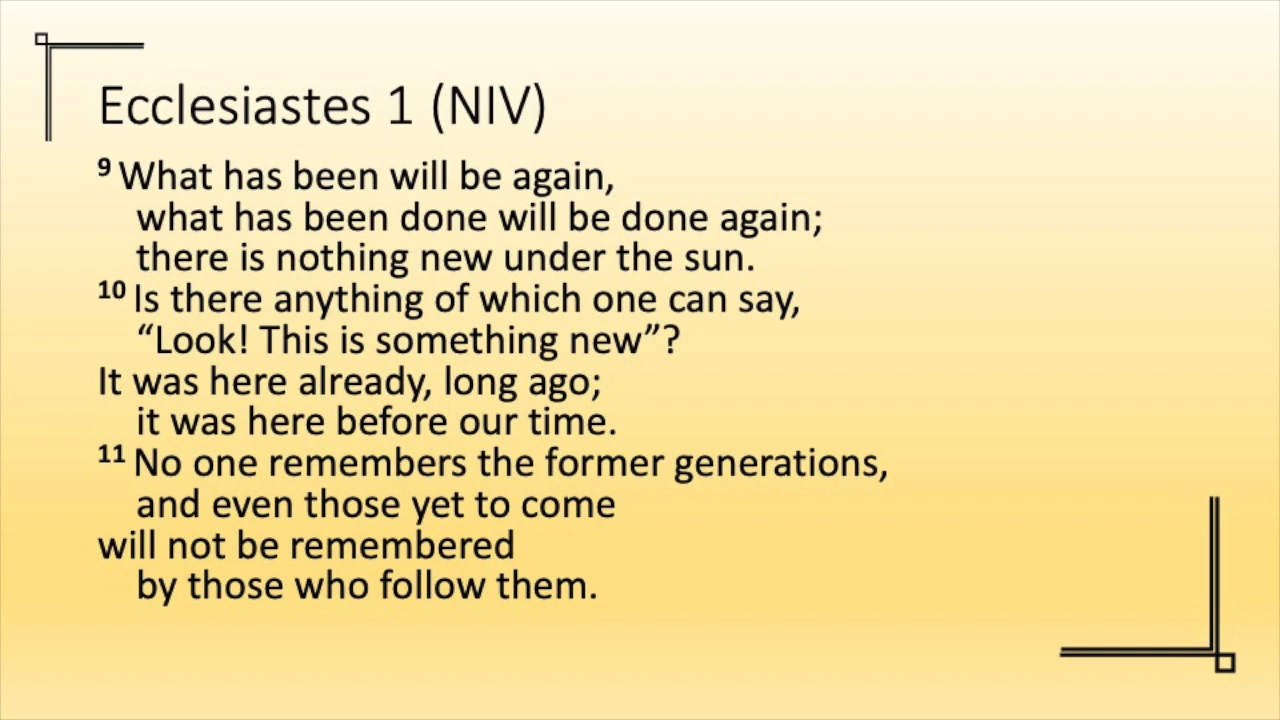 Ecclesiastes 1 (NIV)
9 What has been will be again,
what has been done will be done again;
there is nothing new under the sun.
10 Is there anything of which one can say,
“Look! This is something new”?
It was here already, long ago;
it was here before our time.
11 No one remembers the former generations,
and even those yet to come
will not be remembered
by those who follow them.